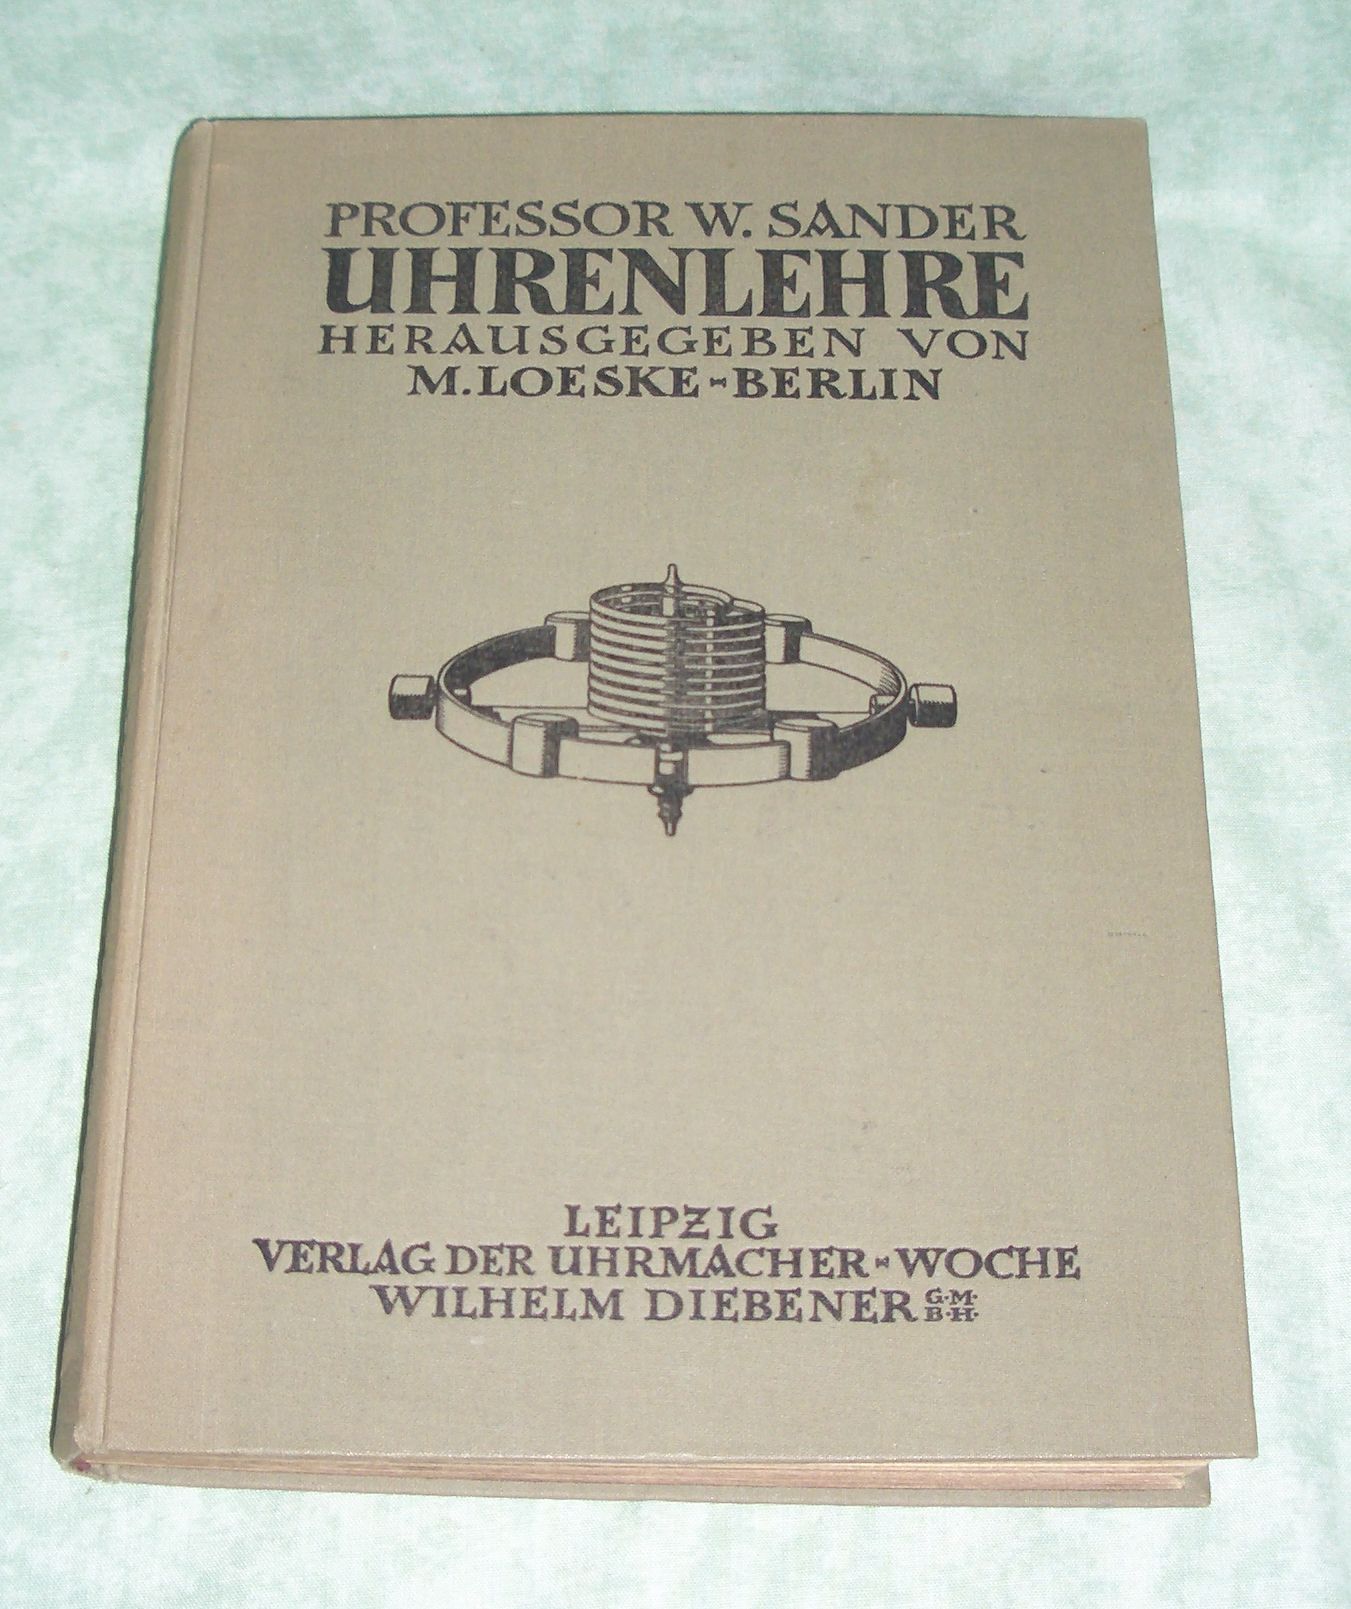 PROFESSOR W. SANDER
UHRENLEHRE
HERAUSGEGEBEN VON
M. LOESKE-BERLIN
LEIPZIG
VERLAG DER UHRMACHER-WOCHE
WILHELM DIEBENER G·M·B·H·